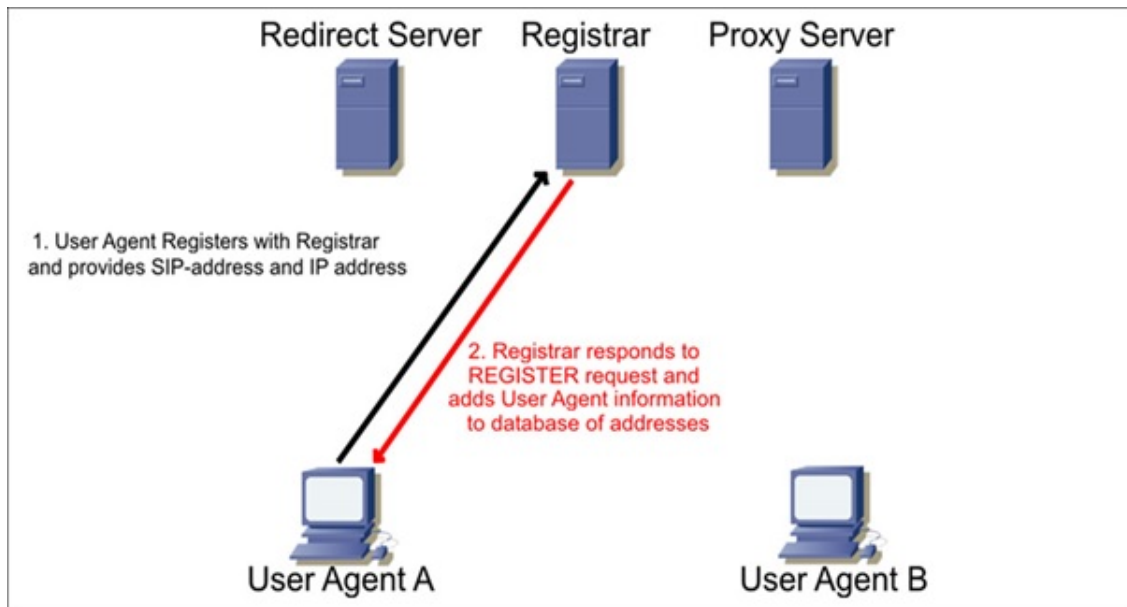 Redirect Server
Registrar
Proxy Server
1. User Agent Registers with Registrar
and provides SIP-address and IP address
2. Registrar responds to
REGISTER request and
adds User Agent information
to database of addresses
User Agent A
User Agent B